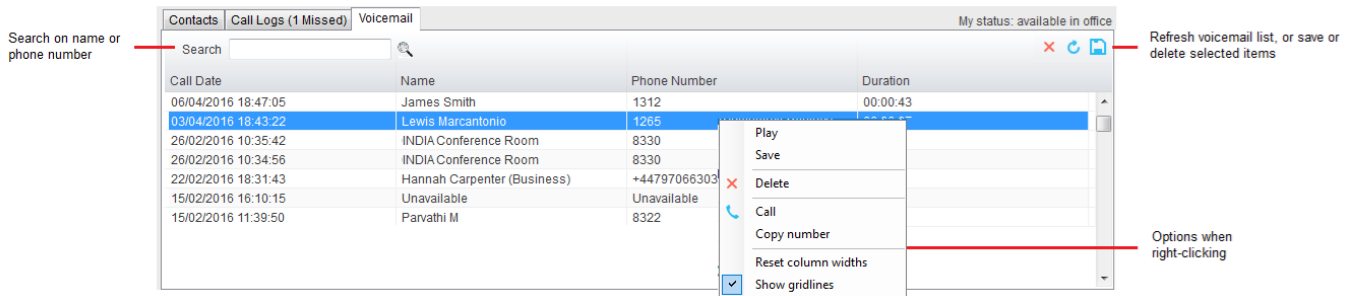 Contacts Call Logs (1 Missed) Voicemail My status: available in office
Search on name or
phone number
Search
Refresh voicemail list, or save or
delete selected items
Call Date Name Phone Number Duration
06/04/2016 18:47:05 James Smith 1312 00:00:43
03/04/2016 18:43:22 Lewis Marcantonio 1265
26/02/2016 10:35:42 INDIA Conference Room 8330
26/02/2016 10:34:56 INDIA Conference Room 8330
22/02/2016 18:31:43 Hannah Carpenter (Business) +44797066303
15/02/2016 16:10:15 Unavailable Unavailable
15/02/2016 11:39:50 Parvathi M 8322
Play
Save
Delete
Call
Copy number
Reset column widths
Show gridlines
Options when
right-clicking